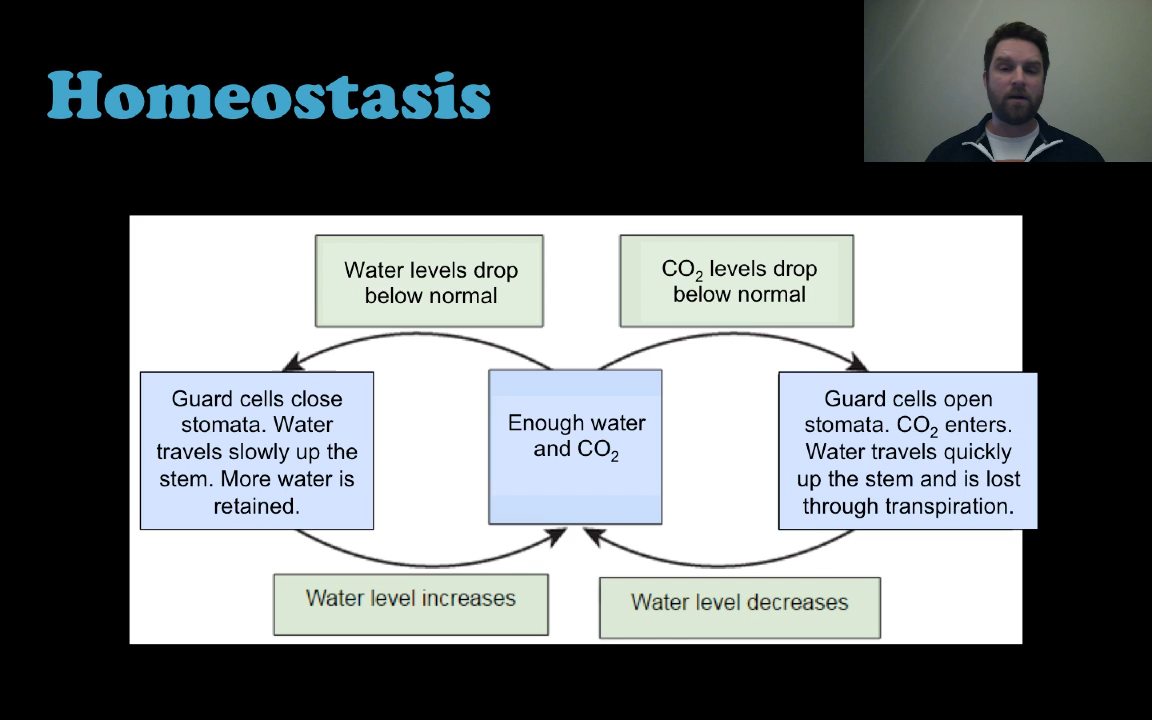 Homeostasis
Water levels drop
below normal
CO₂ levels drop
below normal
Guard cells close
stomata. Water
travels slowly up the
stem. More water is
retained.
Enough water
and CO₂
Guard cells open
stomata. CO₂ enters.
Water travels quickly
up the stem and is lost
through transpiration.
Water level increases
Water level decreases